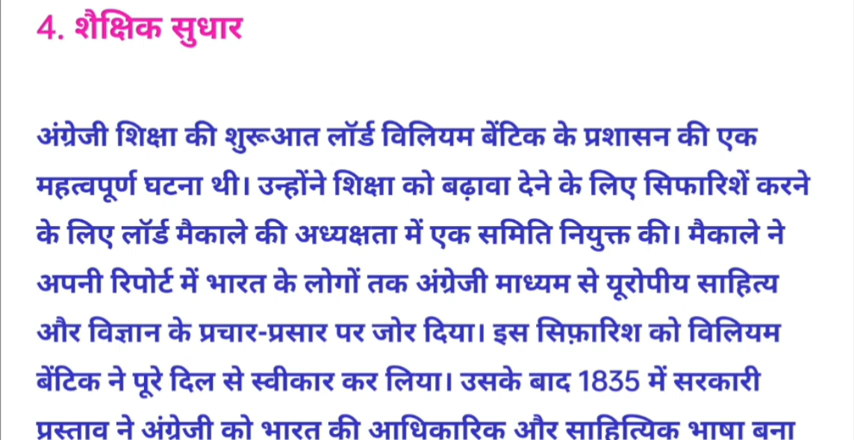 4. शैक्षिक सुधार
अंग्रेजी शिक्षा की शुरूआत लॉर्ड विलियम बेंटिक के प्रशासन की एक
महत्वपूर्ण घटना थी। उन्होंने शिक्षा को बढ़ावा देने के लिए सिफारिशें करने
के लिए लॉर्ड मैकाले की अध्यक्षता में एक समिति नियुक्त की। मैकाले ने
अपनी रिपोर्ट में भारत के लोगों तक अंग्रेजी माध्यम से यूरोपीय साहित्य
और विज्ञान के प्रचार-प्रसार पर जोर दिया। इस सिफ़ारिश को विलियम
बेंटिक ने पूरे दिल से स्वीकार कर लिया। उसके बाद 1835 में सरकारी
प्रस्ताव ने अंग्रेजी को भारत की आधिकारिक और साहित्यिक भाषा बना